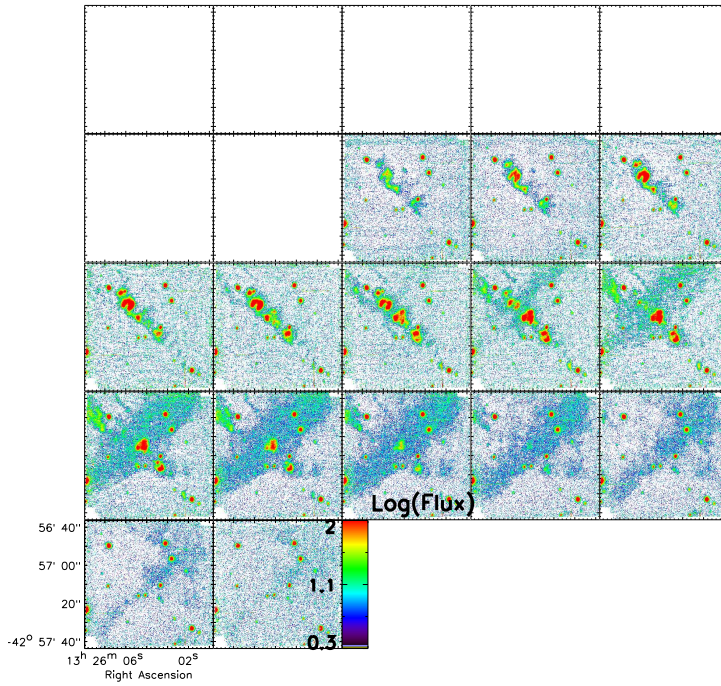 Log(Flux)
2
1.1
0.3
56' 40''
57' 00''
20''
-42° 57' 40''
13ʰ 26ᵐ 06ˢ 02ˢ
Right Ascension